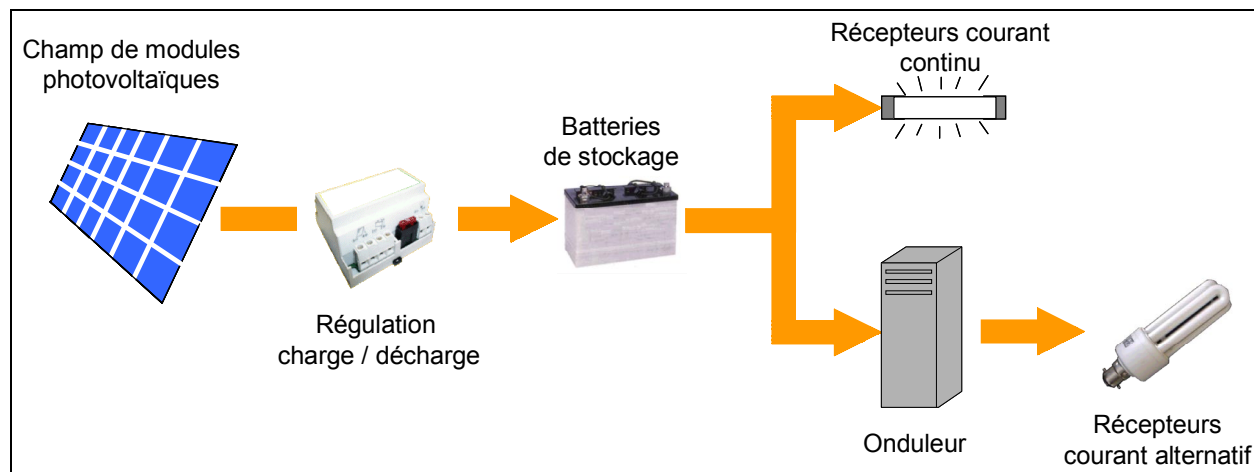 Champ de modules
photovoltaïques
Régulation
charge / décharge
Batteries
de stockage
Récepteurs courant
continu
Onduleur
Récepteurs
courant alternatif